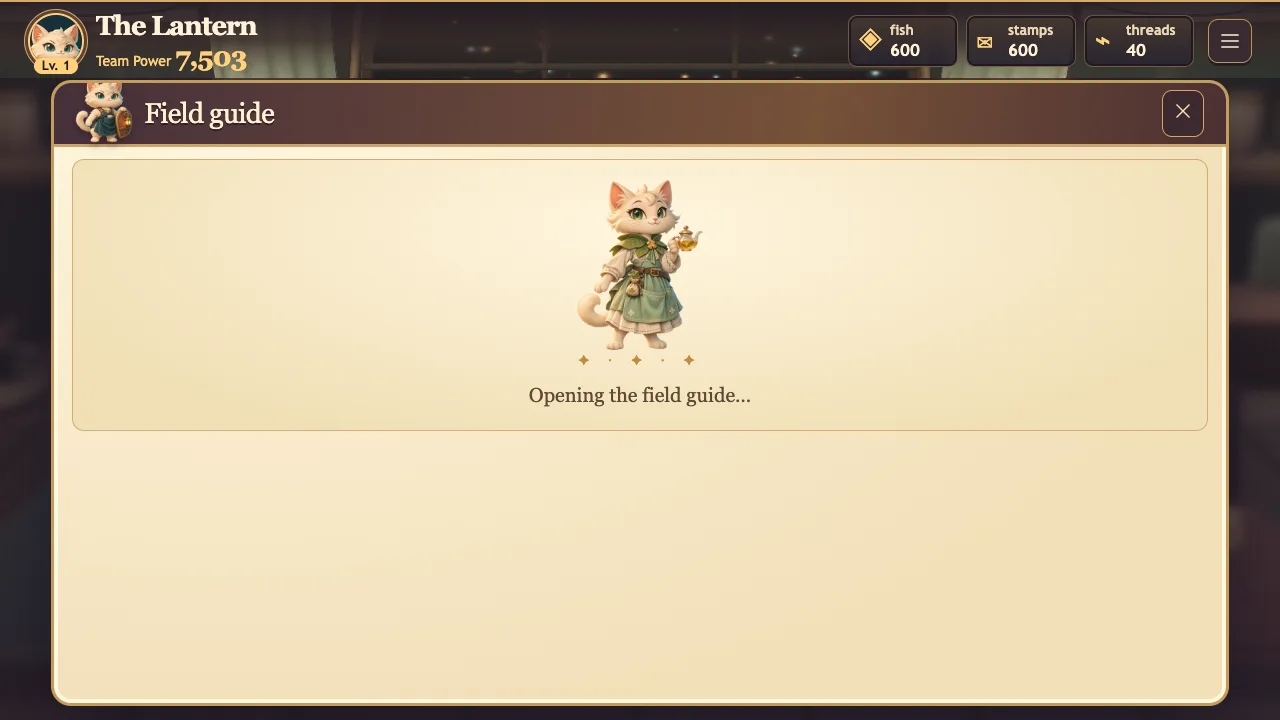 The Lantern
Team Power 7,503
Lv. 1
fish
600
stamps
600
threads
40
Field guide
Opening the field guide...